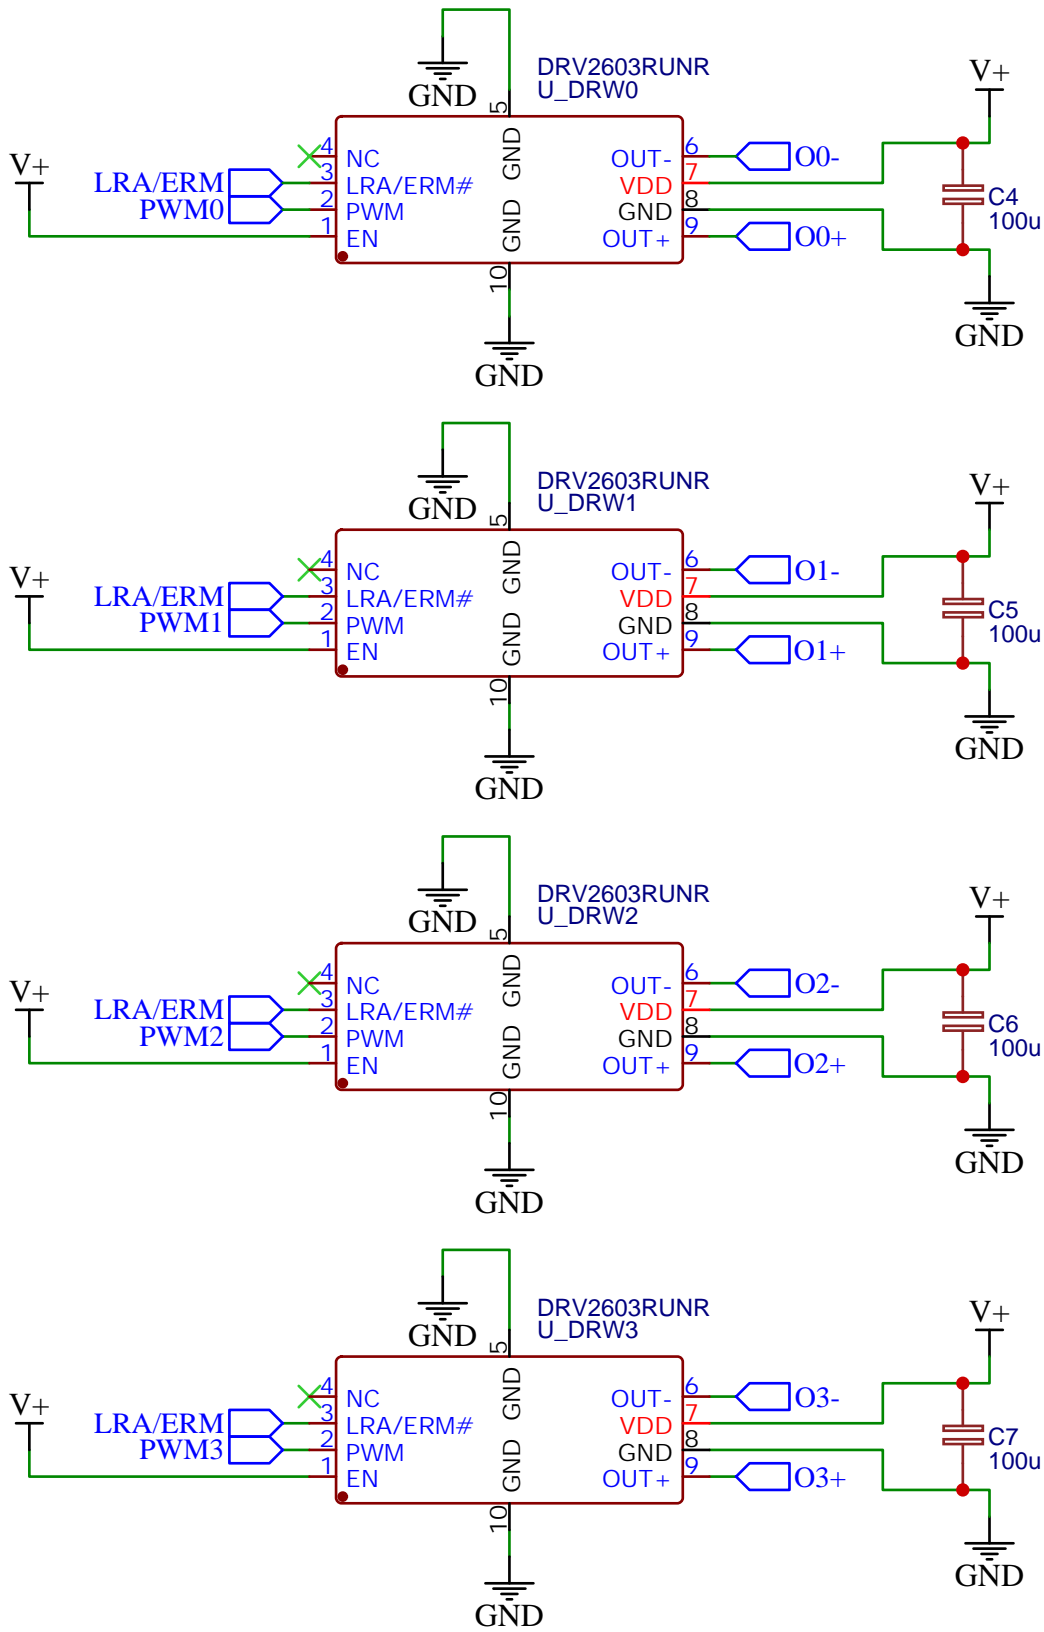 GND
DRV2603RUNR
U_DRW0
V+
5
GND
4 NC
6 OUT-
O0-
V+
LRA/ERM
3 LRA/ERM#
7 VDD
PWM0
2 PWM
8 GND
C4
100u
1 EN
GND
9 OUT+
O0+
10
GND
GND
GND
DRV2603RUNR
U_DRW1
V+
5
GND
4 NC
6 OUT-
O1-
V+
LRA/ERM
3 LRA/ERM#
7 VDD
PWM1
2 PWM
8 GND
C5
100u
1 EN
GND
9 OUT+
O1+
10
GND
GND
GND
DRV2603RUNR
U_DRW2
V+
5
GND
4 NC
6 OUT-
O2-
V+
LRA/ERM
3 LRA/ERM#
7 VDD
PWM2
2 PWM
8 GND
C6
100u
1 EN
GND
9 OUT+
O2+
10
GND
GND
GND
DRV2603RUNR
U_DRW3
V+
5
GND
4 NC
6 OUT-
O3-
V+
LRA/ERM
3 LRA/ERM#
7 VDD
PWM3
2 PWM
8 GND
C7
100u
1 EN
GND
9 OUT+
O3+
10
GND
GND